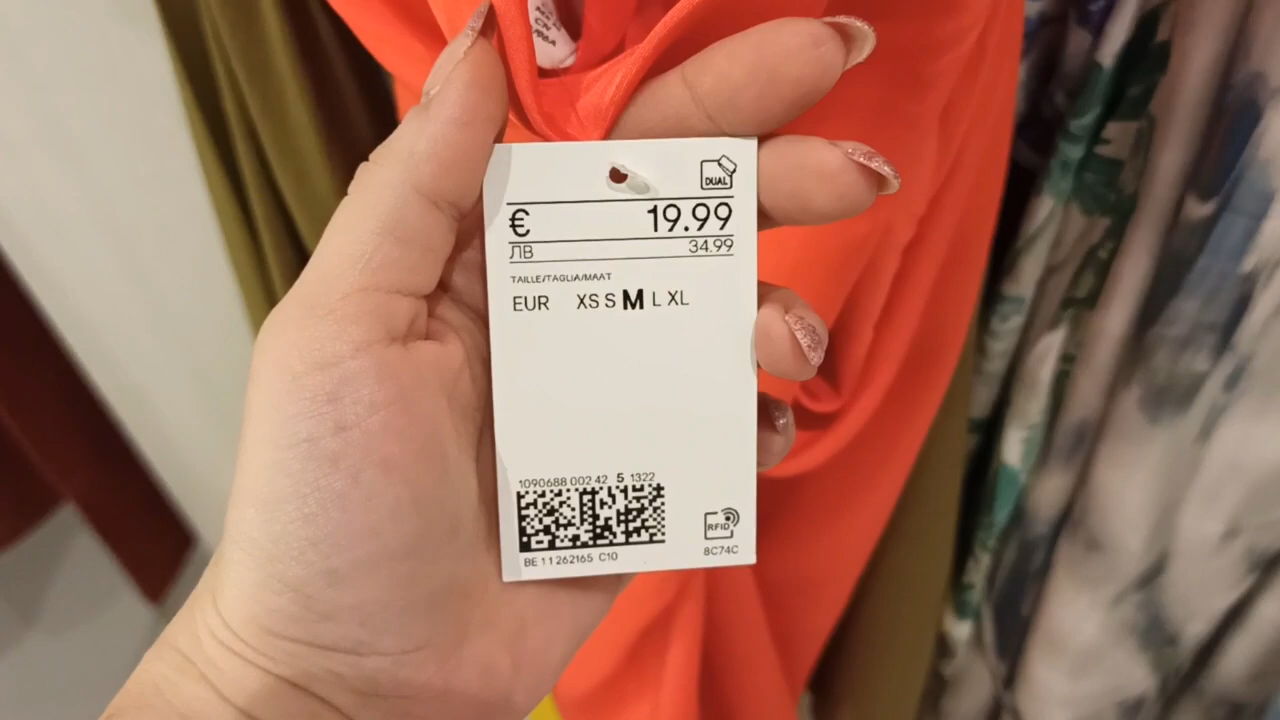 CN
DUAL
€ 19.99
ЛВ 34.99
TAILLE/TAGLIA/MAAT
EUR XS S M L XL
1090688 002 42 5 1322
RFID
BE 11 262165 C10
8C74C